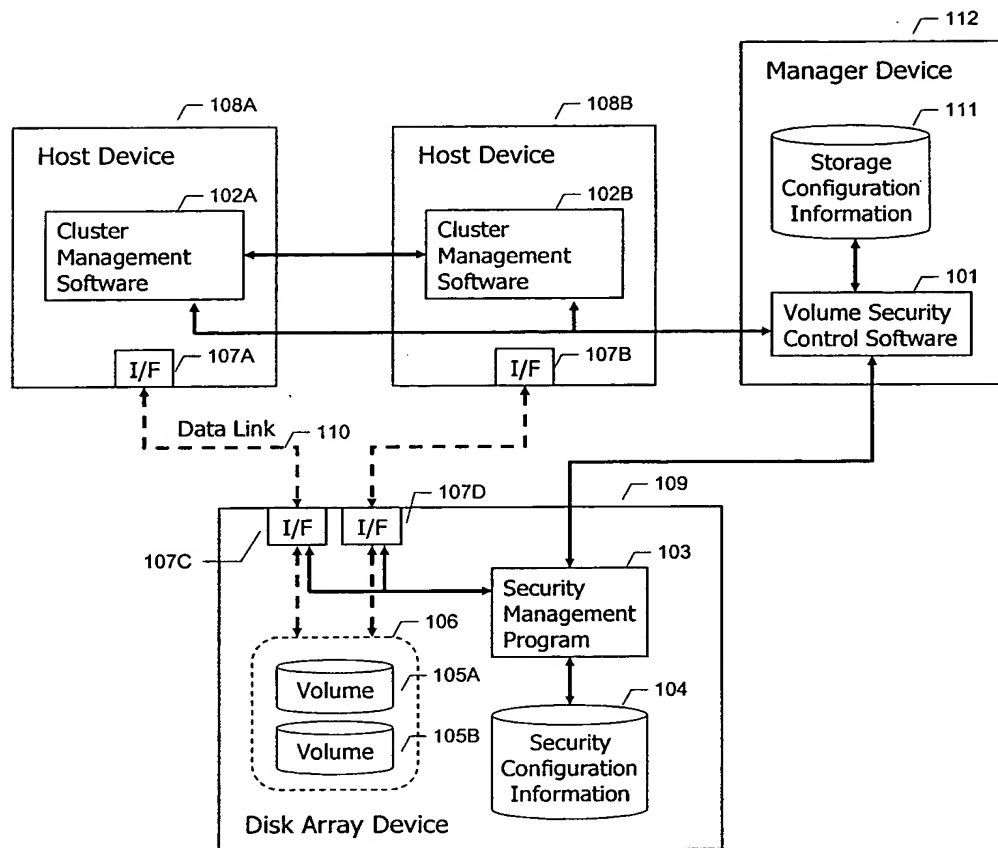 112
Manager Device
111
Storage
Configuration
Information
101
Volume Security
Control Software
108A
Host Device
102A
Cluster
Management
Software
107A
I/F
108B
Host Device
102B
Cluster
Management
Software
107B
I/F
Data Link
110
109
107D
I/F
I/F
107C
103
Security
Management
Program
106
Volume
105A
Volume
105B
104
Security
Configuration
Information
Disk Array Device